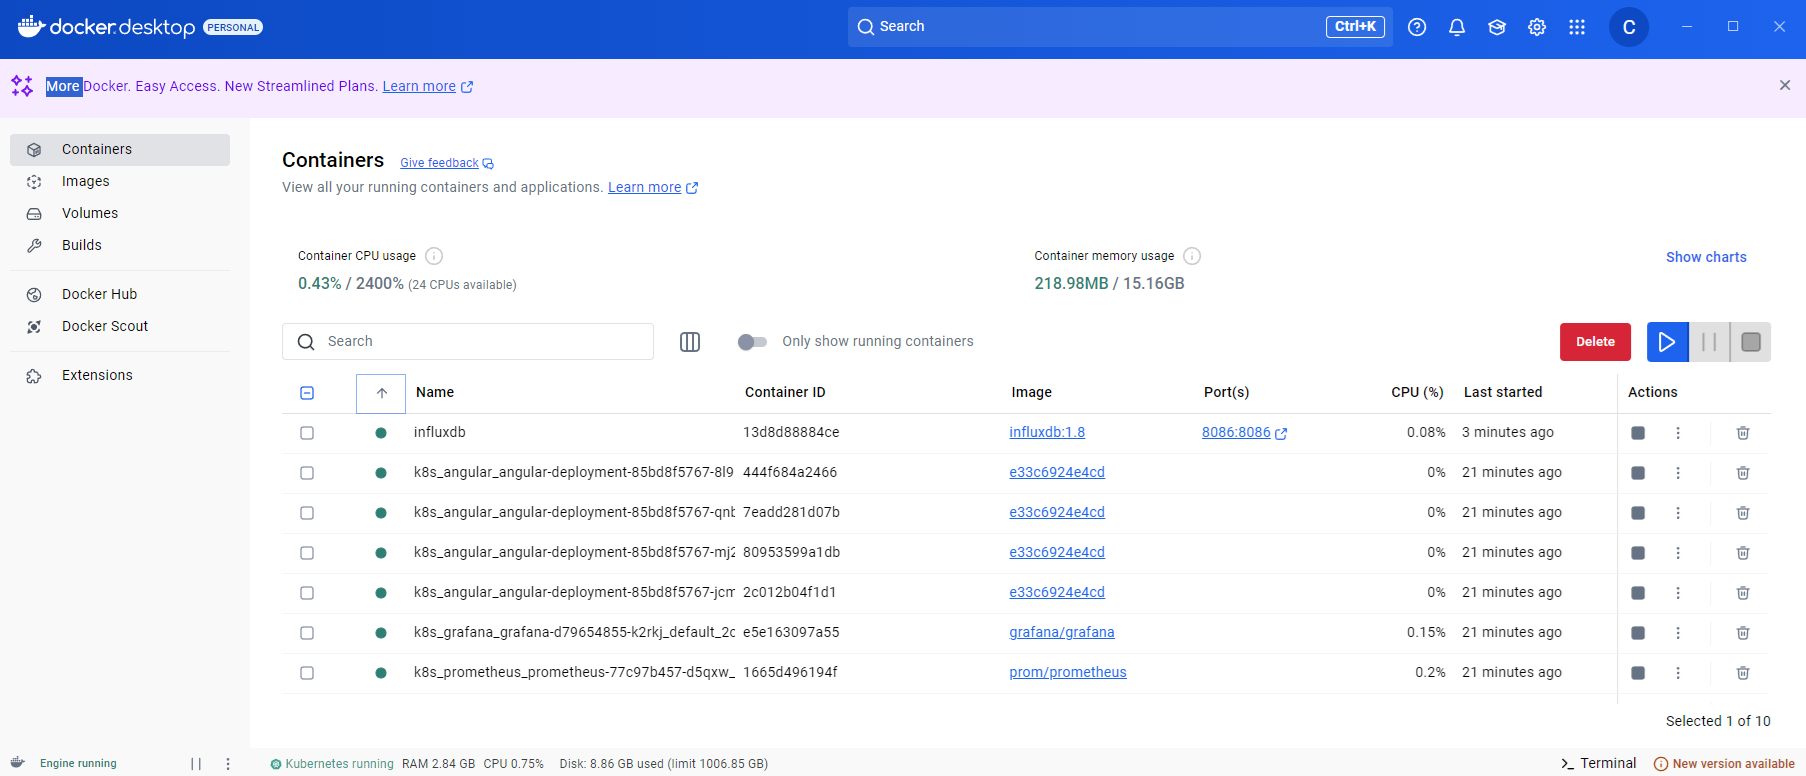 docker.desktop PERSONAL
Search Ctrl+K
C
More Docker. Easy Access. New Streamlined Plans. Learn more
Containers
Images
Volumes
Builds
Docker Hub
Docker Scout
Extensions
Containers Give feedback
View all your running containers and applications. Learn more
Container CPU usage
0.43% / 2400% (24 CPUs available)
Container memory usage
218.98MB / 15.16GB
Show charts
Search
Only show running containers
Delete
Name Container ID Image Port(s) CPU (%) Last started Actions
influxdb 13d8d88884ce influxdb:1.8 8086:8086 0.08% 3 minutes ago
k8s_angular_angular-deployment-85bd8f5767-8l9 444f684a2466 e33c6924e4cd 0% 21 minutes ago
k8s_angular_angular-deployment-85bd8f5767-qnb 7eadd281d07b e33c6924e4cd 0% 21 minutes ago
k8s_angular_angular-deployment-85bd8f5767-mj2 80953599a1db e33c6924e4cd 0% 21 minutes ago
k8s_angular_angular-deployment-85bd8f5767-jcm 2c012b04f1d1 e33c6924e4cd 0% 21 minutes ago
k8s_grafana_grafana-d79654855-k2rkj_default_2c e5e163097a55 grafana/grafana 0.15% 21 minutes ago
k8s_prometheus_prometheus-77c97b457-d5qxw_ 1665d496194f prom/prometheus 0.2% 21 minutes ago
Selected 1 of 10
Engine running
Kubernetes running RAM 2.84 GB CPU 0.75% Disk: 8.86 GB used (limit 1006.85 GB)
Terminal
New version available